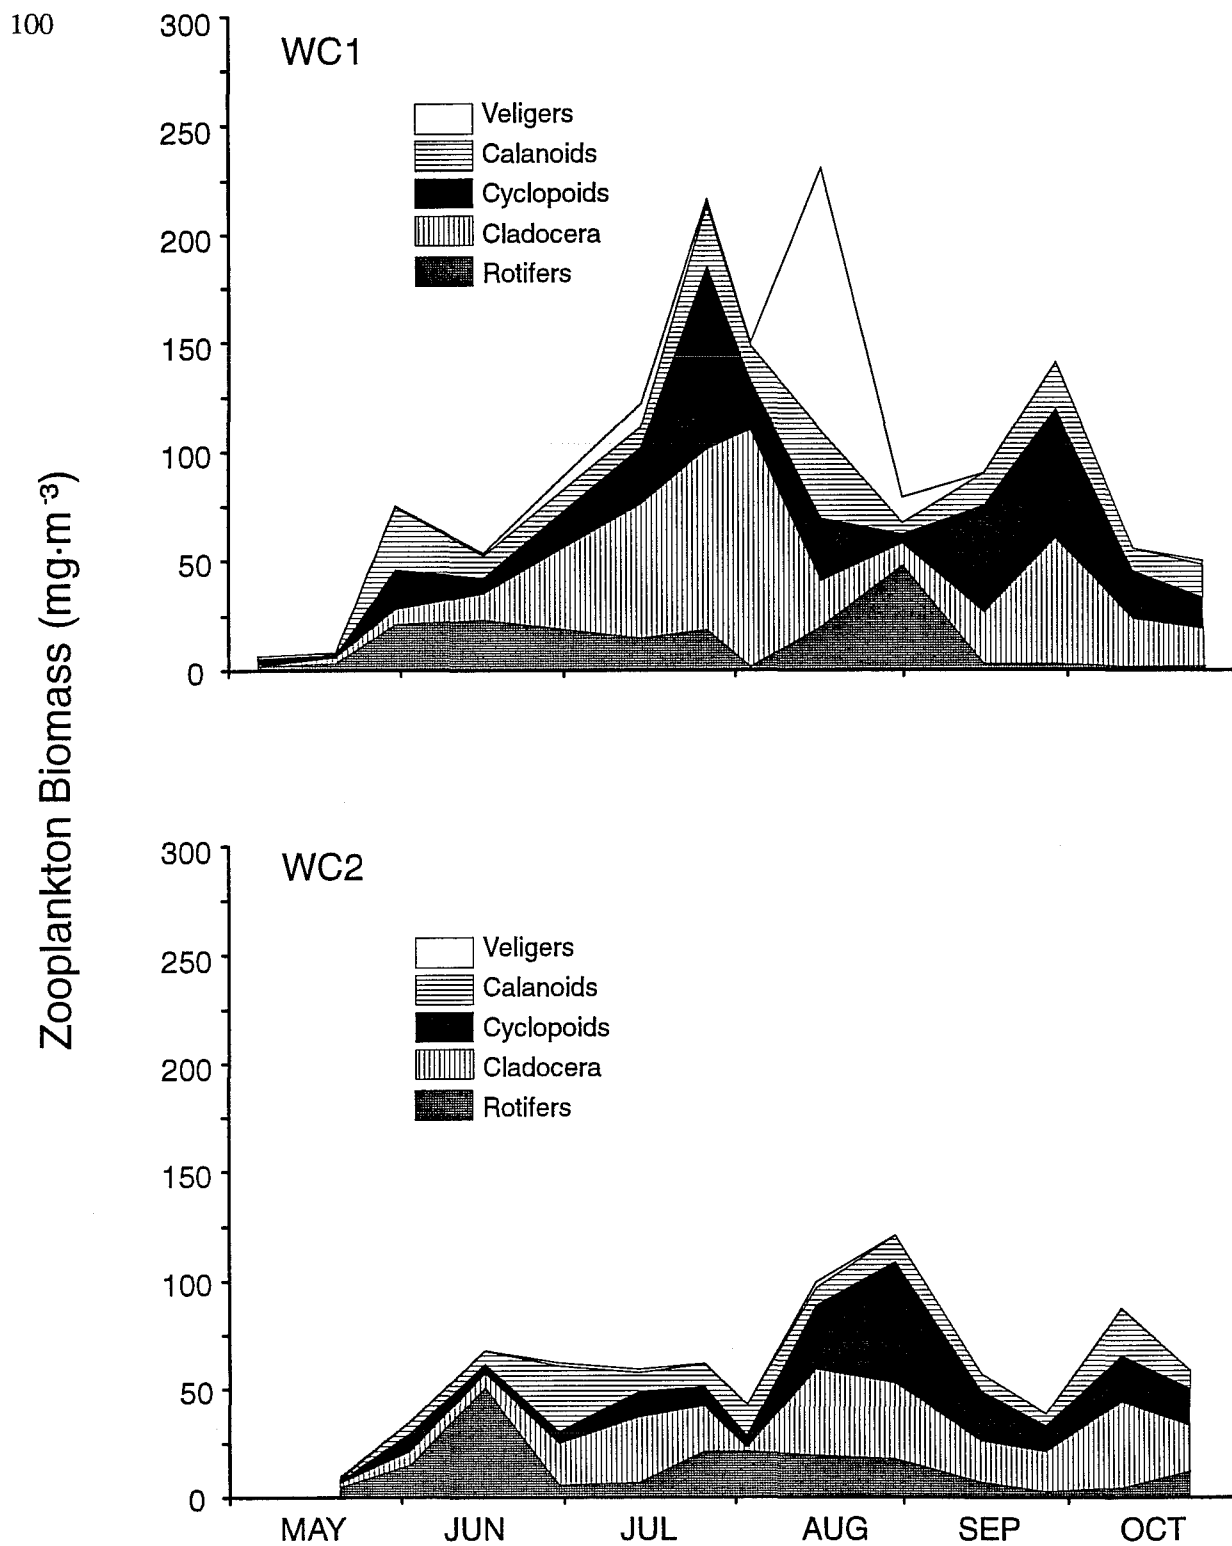 100
Zooplankton Biomass (mg·m⁻³)
WC1
300
250
200
150
100
50
0
Veligers
Calanoids
Cyclopoids
Cladocera
Rotifers
WC2
300
250
200
150
100
50
0
Veligers
Calanoids
Cyclopoids
Cladocera
Rotifers
MAY JUN JUL AUG SEP OCT